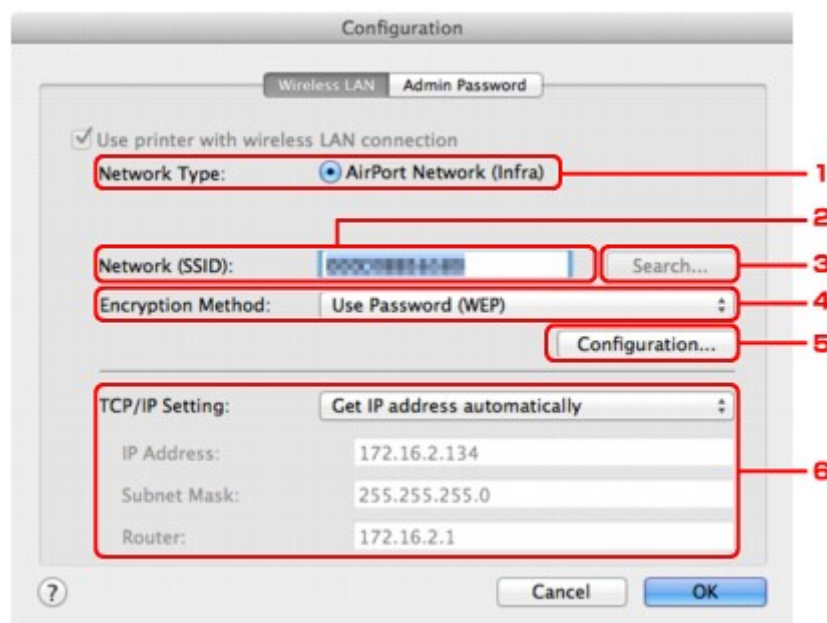 Configuration
Wireless LAN Admin Password
Use printer with wireless LAN connection
Network Type: AirPort Network (Infra) 1
2
Network (SSID): Search... 3
Encryption Method: Use Password (WEP) 4
Configuration... 5
TCP/IP Setting: Get IP address automatically
IP Address: 172.16.2.134
6
Subnet Mask: 255.255.255.0
Router: 172.16.2.1
? Cancel OK